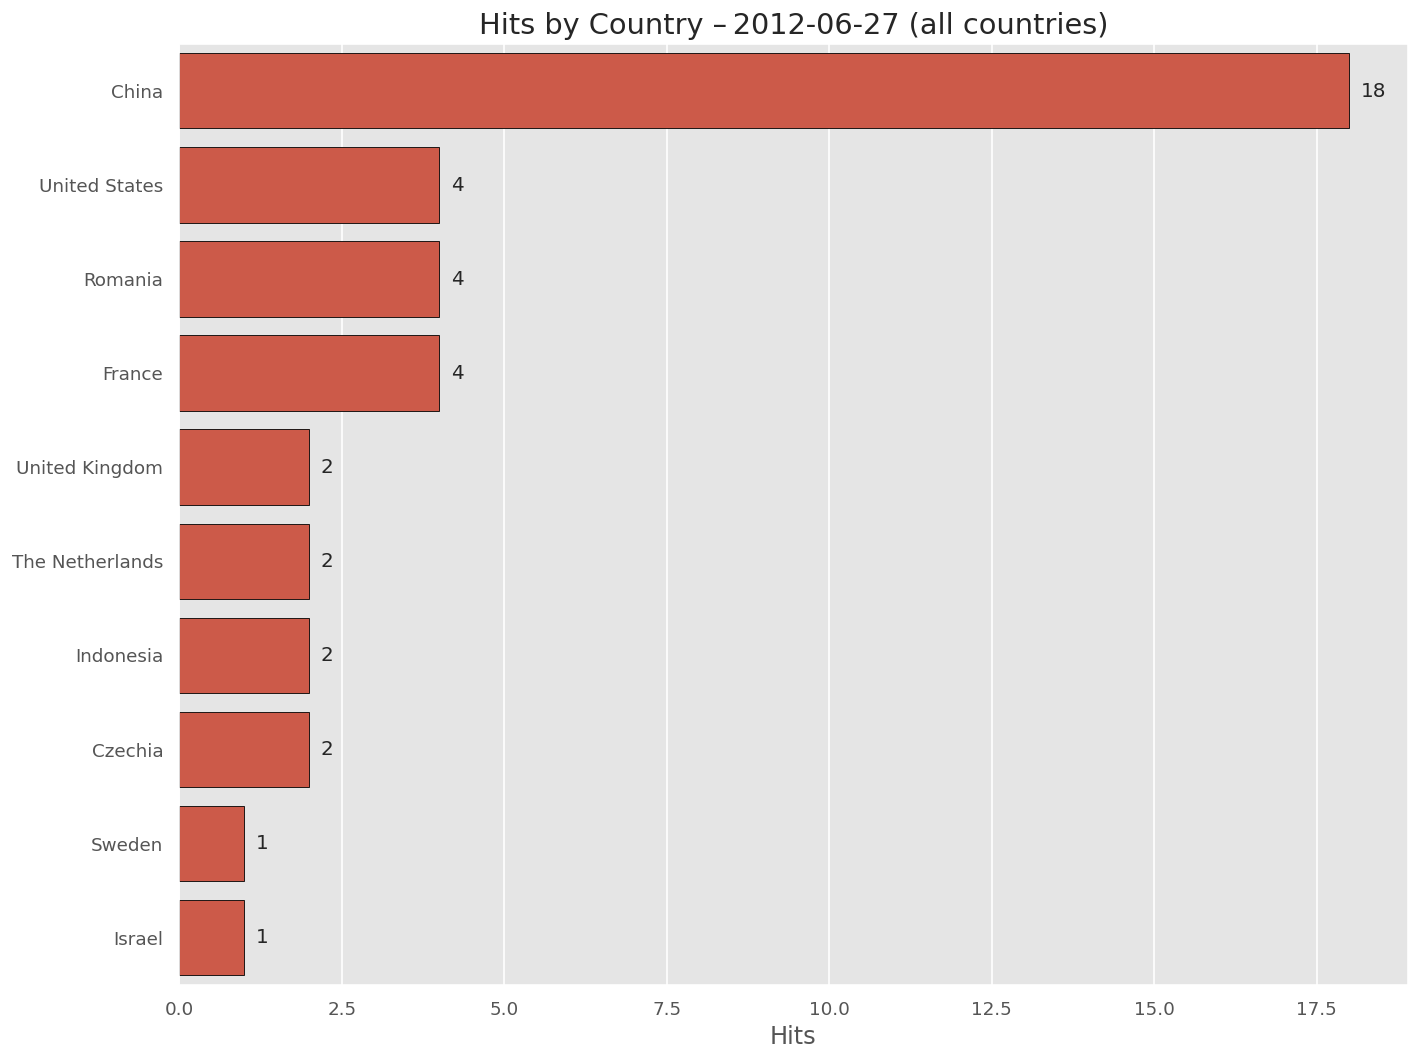 Hits by Country – 2012-06-27 (all countries)
China 18
United States 4
Romania 4
France 4
United Kingdom 2
The Netherlands 2
Indonesia 2
Czechia 2
Sweden 1
Israel 1
0.0 2.5 5.0 7.5 10.0 12.5 15.0 17.5
Hits